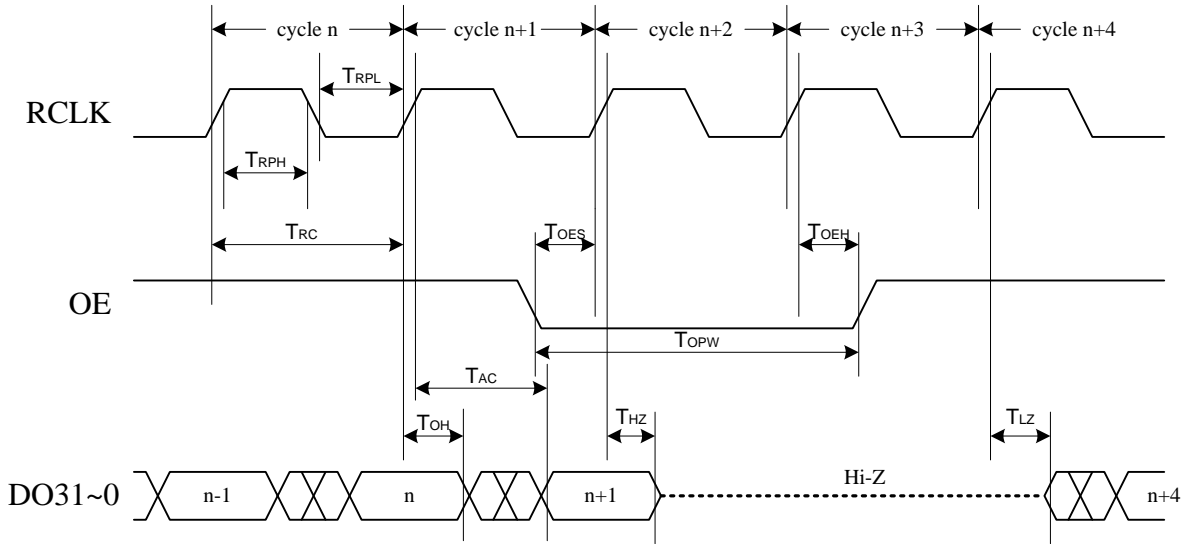 cycle n cycle n+1 cycle n+2 cycle n+3 cycle n+4
TRPL
RCLK
TRPH
TRC TOES TOEH
OE
TOPW
TAC
TOH THZ TLZ
DO31~0 n-1 n n+1 Hi-Z n+4